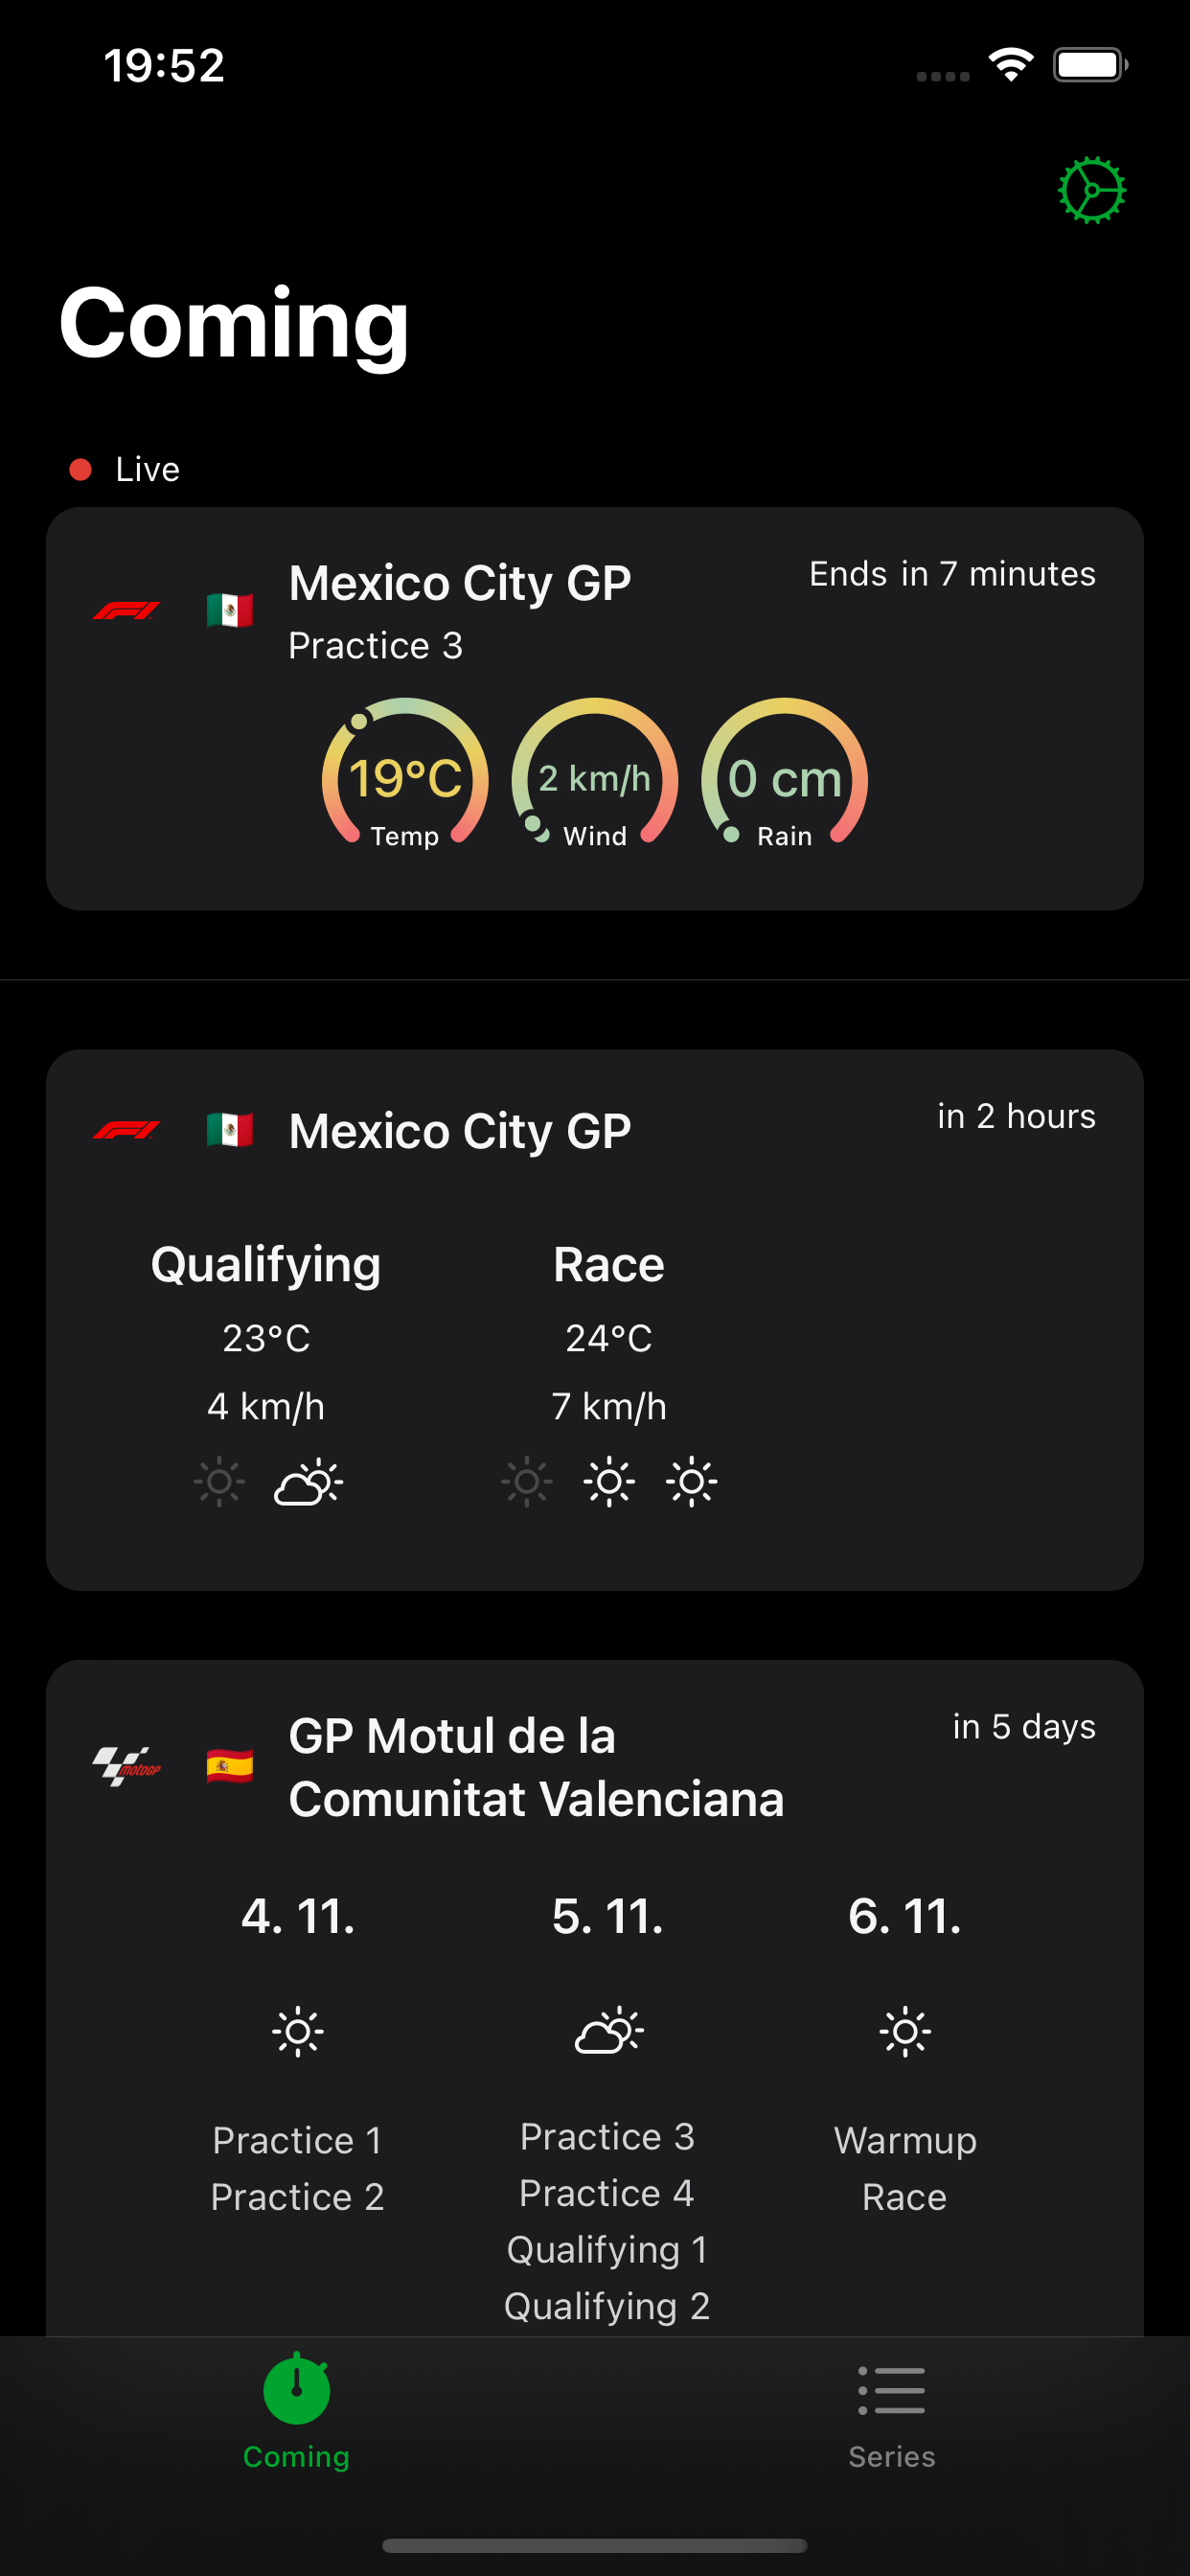 19:52
Coming
Live
Mexico City GP
Ends in 7 minutes
Practice 3
19°C
2 km/h
0 cm
Temp
Wind
Rain
Mexico City GP
in 2 hours
Qualifying
Race
23°C
24°C
4 km/h
7 km/h
MotoGP
GP Motul de la
Comunitat Valenciana
in 5 days
4. 11.
5. 11.
6. 11.
Practice 1
Practice 2
Practice 3
Practice 4
Qualifying 1
Qualifying 2
Warmup
Race
Coming
Series